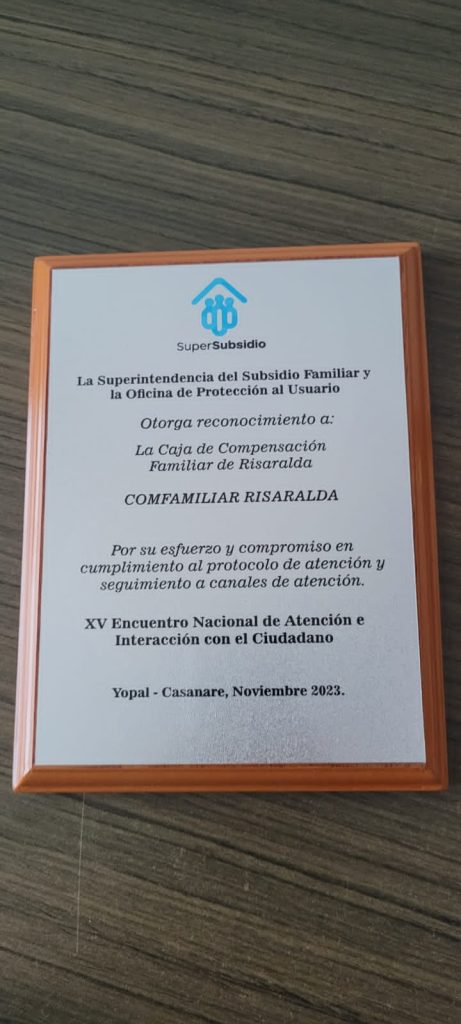 SuperSubsidio
La Superintendencia del Subsidio Familiar y
la Oficina de Protección al Usuario
Otorga reconocimiento a:
La Caja de Compensación
Familiar de Risaralda
COMFAMILIAR RISARALDA
Por su esfuerzo y compromiso en
cumplimiento al protocolo de atención y
seguimiento a canales de atención.
XV Encuentro Nacional de Atención e
Interacción con el Ciudadano
Yopal - Casanare, Noviembre 2023.